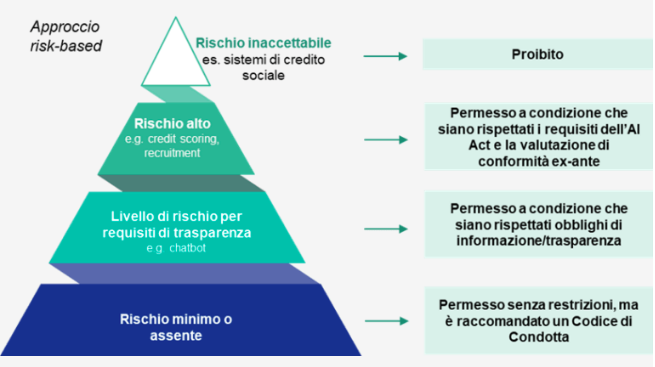 Approccio
risk-based
Rischio inaccettabile
es. sistemi di credito
sociale
Proibito
Rischio alto
e.g. credit scoring,
recruitment
Permesso a condizione che
siano rispettati i requisiti dell'AI
Act e la valutazione di
conformità ex-ante
Livello di rischio per
requisiti di trasparenza
e g chatbot
Permesso a condizione che
siano rispettati obblighi di
informazione/trasparenza
Rischio minimo o
assente
Permesso senza restrizioni, ma
è raccomandato un Codice di
Condotta